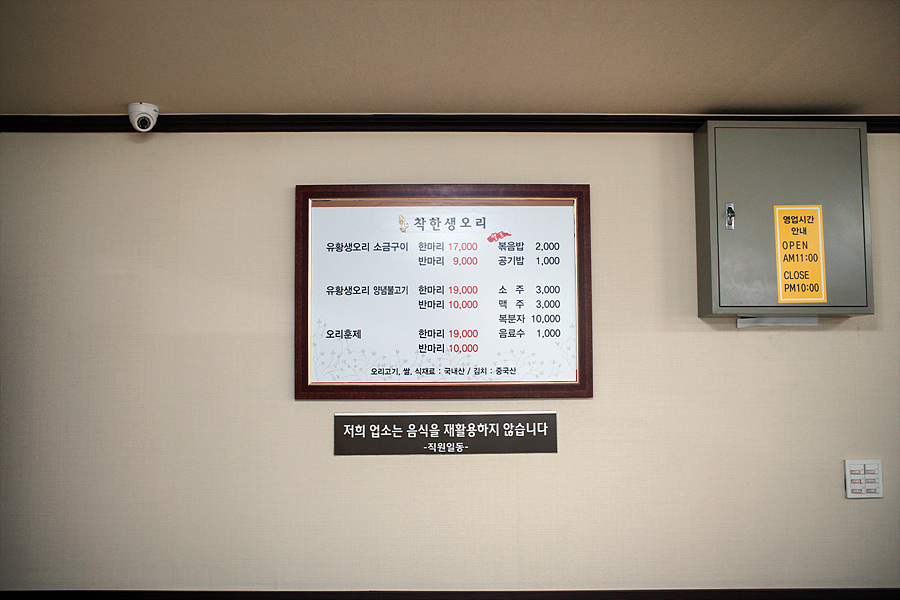 착한생오리
유황생오리 소금구이 한마리 17,000 볶음밥 2,000
반마리 9,000 공기밥 1,000
유황생오리 양념불고기 한마리 19,000 소 주 3,000
반마리 10,000 맥 주 3,000
복분자 10,000
오리훈제 한마리 19,000 음료수 1,000
반마리 10,000
오리고기, 쌀, 식재료 : 국내산 / 김치 : 중국산
저희 업소는 음식을 재활용하지 않습니다
-직원일동-
영업시간
안내
OPEN
AM11:00
CLOSE
PM10:00